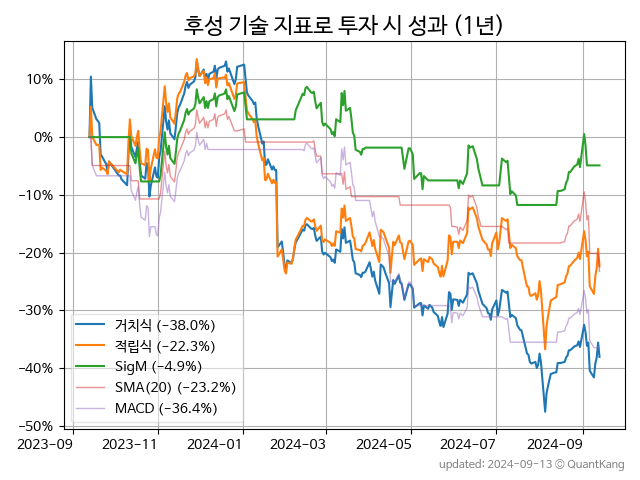 후성 기술 지표로 투자 시 성과 (1년)
10%
0%
−10%
−20%
−30%
−40%
−50%
거치식 (−38.0%)
적립식 (−22.3%)
SigM (−4.9%)
SMA(20) (−23.2%)
MACD (−36.4%)
2023-09
2023-11
2024-01
2024-03
2024-05
2024-07
2024-09
updated: 2024-09-13 © QuantKang